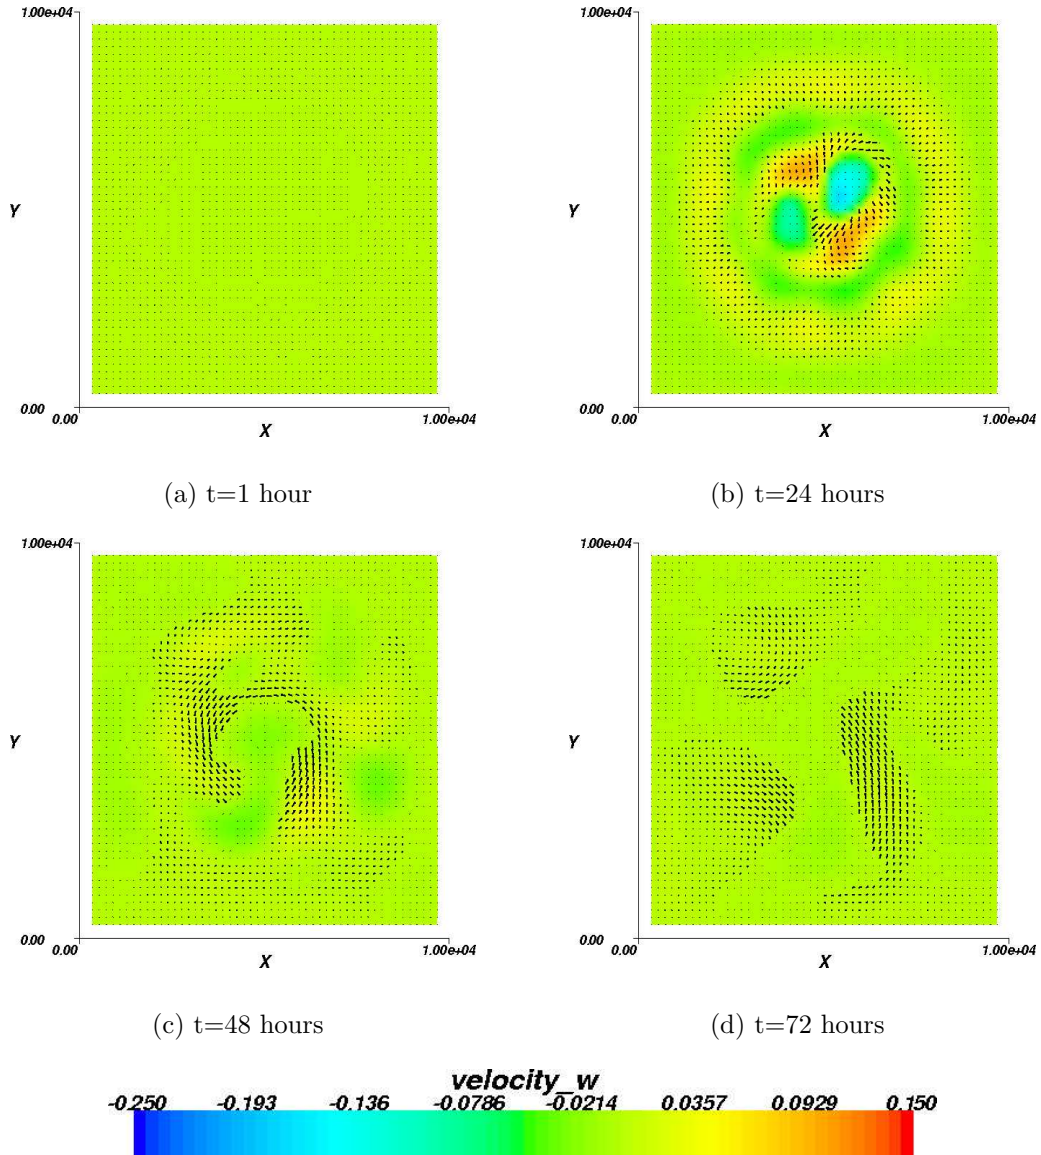 1.00e+04
1.00e+04
Y
Y
0.00
0.00
0.00
1.00e+04
0.00
1.00e+04
X
X
(a) t=1 hour
(b) t=24 hours
1.00e+04
1.00e+04
Y
Y
0.00
0.00
0.00
1.00e+04
0.00
1.00e+04
X
X
(c) t=48 hours
(d) t=72 hours
velocity_w
-0.250 -0.193 -0.136 -0.0786 -0.0214 0.0357 0.0929 0.150